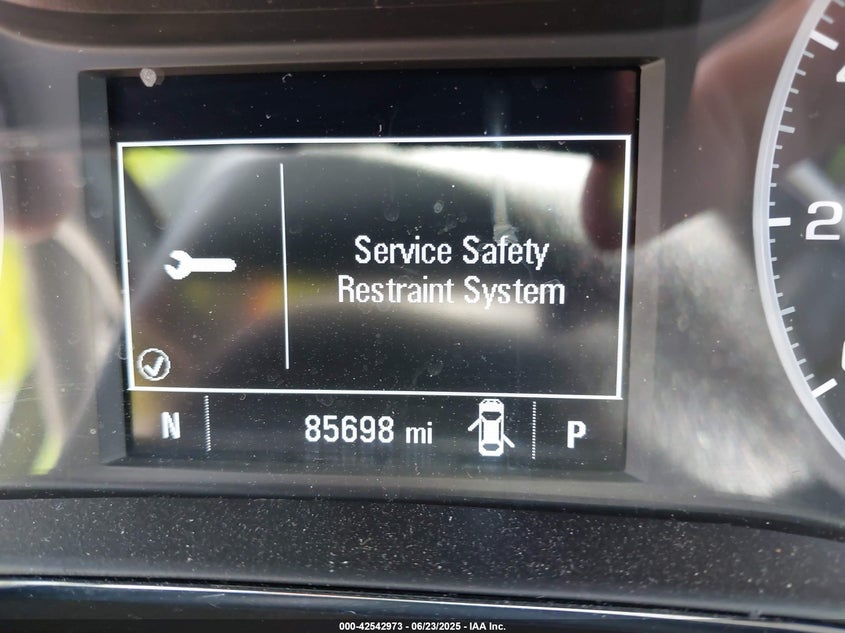 Service Safety
Restraint System
N 85698 mi P
2
000-42542973 - 06/23/2025 - IAA Inc.